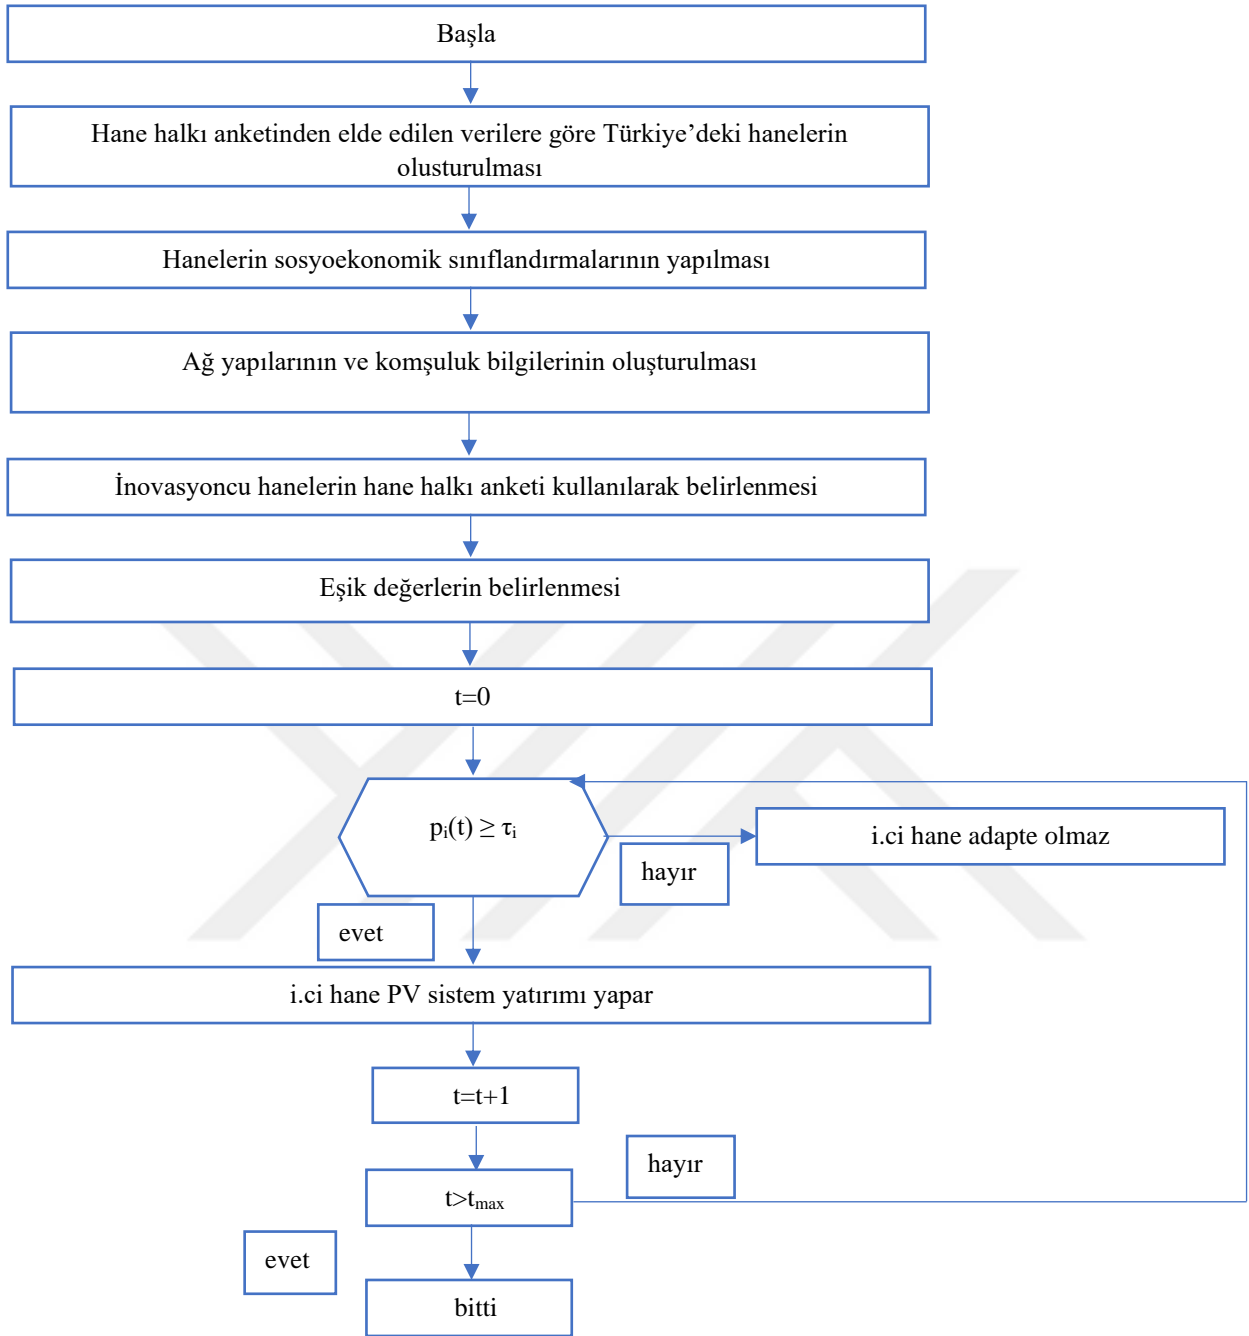 Başla
Hane halkı anketinden elde edilen verilere göre Türkiye’deki hanelerin
olusturulması
Hanelerin sosyoekonomik sınıflandırmalarının yapılması
Ağ yapılarının ve komşuluk bilgilerinin oluşturulması
İnovasyoncu hanelerin hane halkı anketi kullanılarak belirlenmesi
Eşik değerlerin belirlenmesi
t=0
pᵢ(t) ≥ τᵢ
i.ci hane adapte olmaz
hayır
evet
i.ci hane PV sistem yatırımı yapar
t=t+1
hayır
t>tₘₐₓ
evet
bitti